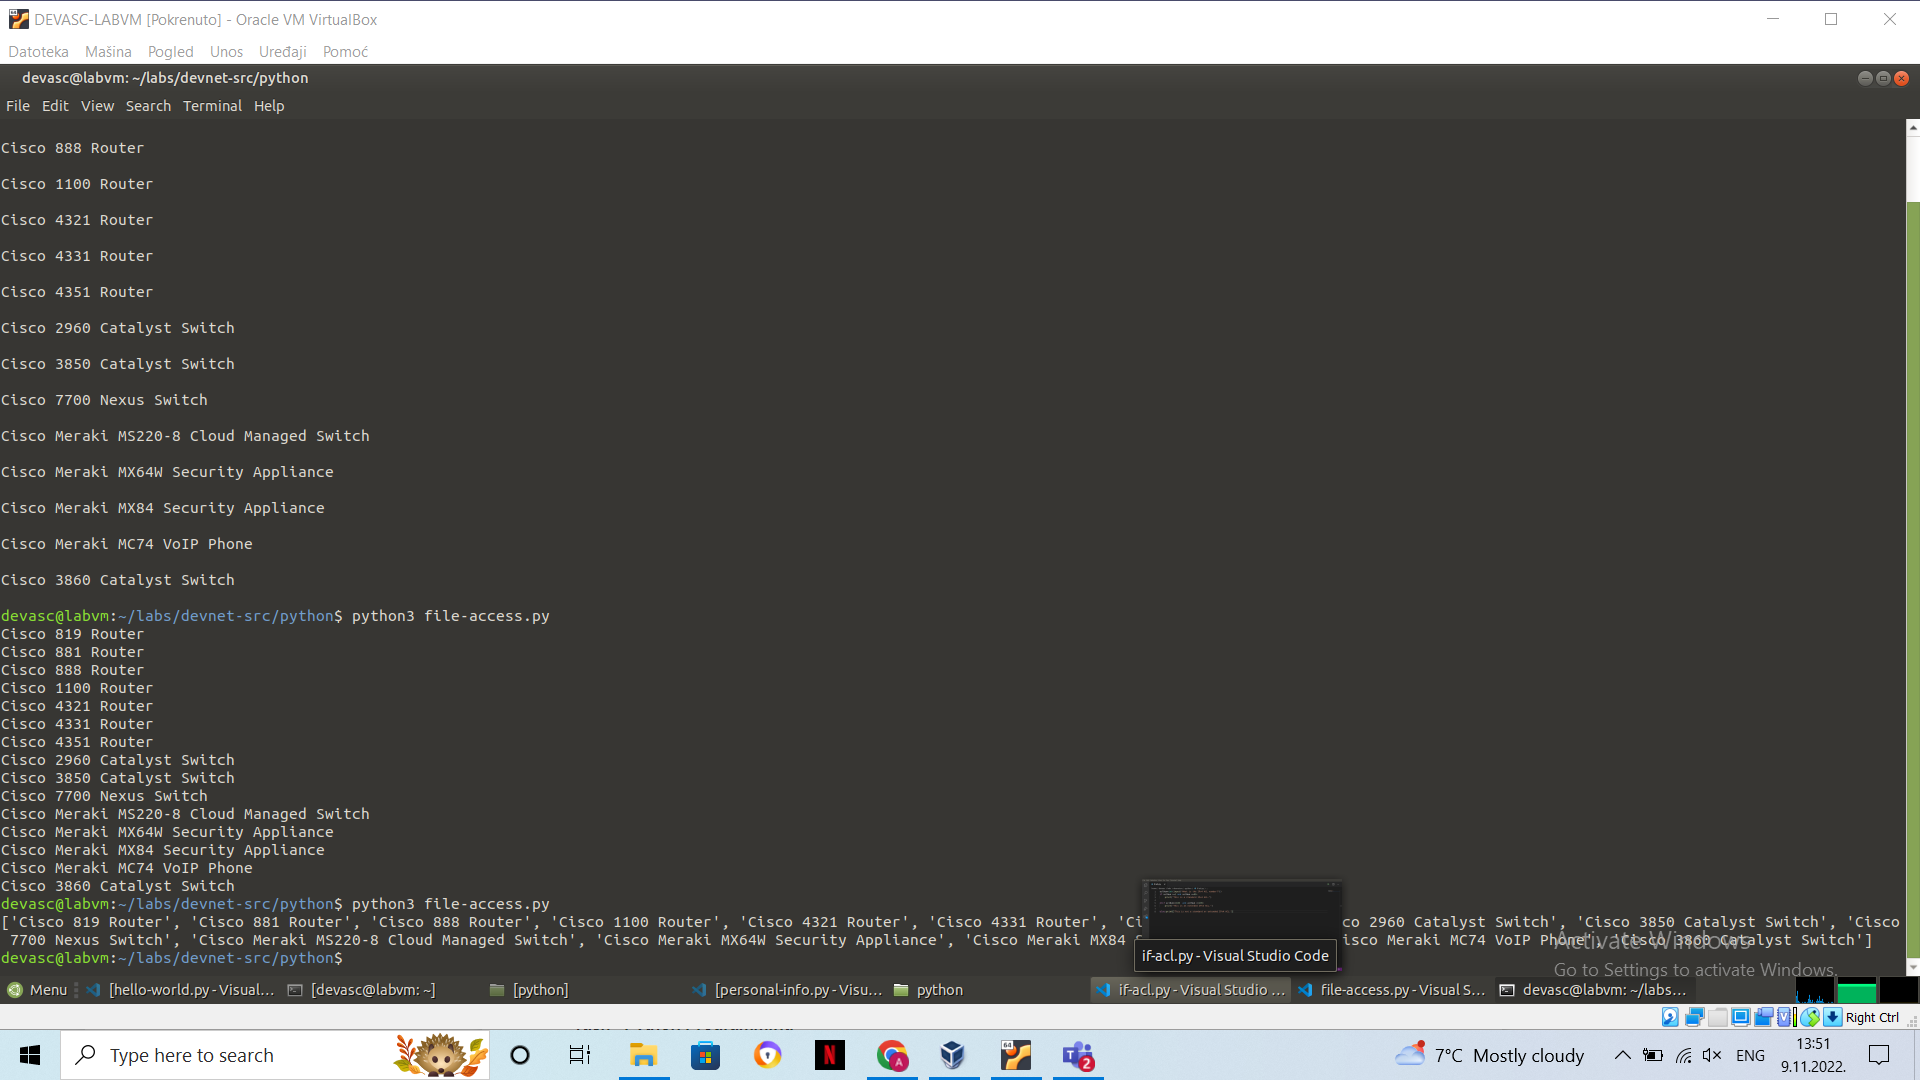 DEVASC-LABVM [Pokrenuto] - Oracle VM VirtualBox
Datoteka Mašina Pogled Unos Uređaji Pomoć
devasc@labvm: ~/labs/devnet-src/python
File Edit View Search Terminal Help
Cisco 888 Router
Cisco 1100 Router
Cisco 4321 Router
Cisco 4331 Router
Cisco 4351 Router
Cisco 2960 Catalyst Switch
Cisco 3850 Catalyst Switch
Cisco 7700 Nexus Switch
Cisco Meraki MS220-8 Cloud Managed Switch
Cisco Meraki MX64W Security Appliance
Cisco Meraki MX84 Security Appliance
Cisco Meraki MC74 VoIP Phone
Cisco 3860 Catalyst Switch
devasc@labvm:~/labs/devnet-src/python$ python3 file-access.py
Cisco 819 Router
Cisco 881 Router
Cisco 888 Router
Cisco 1100 Router
Cisco 4321 Router
Cisco 4331 Router
Cisco 4351 Router
Cisco 2960 Catalyst Switch
Cisco 3850 Catalyst Switch
Cisco 7700 Nexus Switch
Cisco Meraki MS220-8 Cloud Managed Switch
Cisco Meraki MX64W Security Appliance
Cisco Meraki MX84 Security Appliance
Cisco Meraki MC74 VoIP Phone
Cisco 3860 Catalyst Switch
devasc@labvm:~/labs/devnet-src/python$ python3 file-access.py
['Cisco 819 Router', 'Cisco 881 Router', 'Cisco 888 Router', 'Cisco 1100 Router', 'Cisco 4321 Router', 'Cisco 4331 Router', 'Ci co 2960 Catalyst Switch', 'Cisco 3850 Catalyst Switch', 'Cisco
7700 Nexus Switch', 'Cisco Meraki MS220-8 Cloud Managed Switch', 'Cisco Meraki MX64W Security Appliance', 'Cisco Meraki MX84 isco Meraki MC74 VoIP Phone', 'Cisco 3860 Catalyst Switch']
devasc@labvm:~/labs/devnet-src/python$
if-acl.py - Visual Studio Code
Activate Windows
Go to Settings to activate Windows.
Menu [hello-world.py - Visual... [devasc@labvm: ~] [python] [personal-info.py - Visu... python if-acl.py - Visual Studio ... file-access.py - Visual S... devasc@labvm: ~/labs...
Right Ctrl
Type here to search
7°C Mostly cloudy
ENG
13:51
9.11.2022.